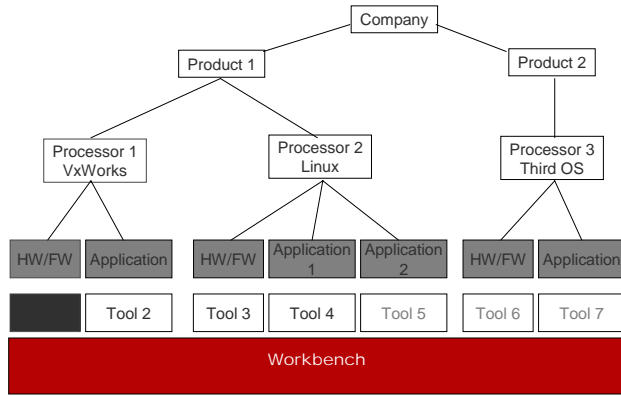 Company
Product 1
Product 2
Processor 1
VxWorks
Processor 2
Linux
Processor 3
Third OS
HW/FW
Application
HW/FW
Application
1
Application
2
HW/FW
Application
Tool 2
Tool 3
Tool 4
Tool 5
Tool 6
Tool 7
Workbench